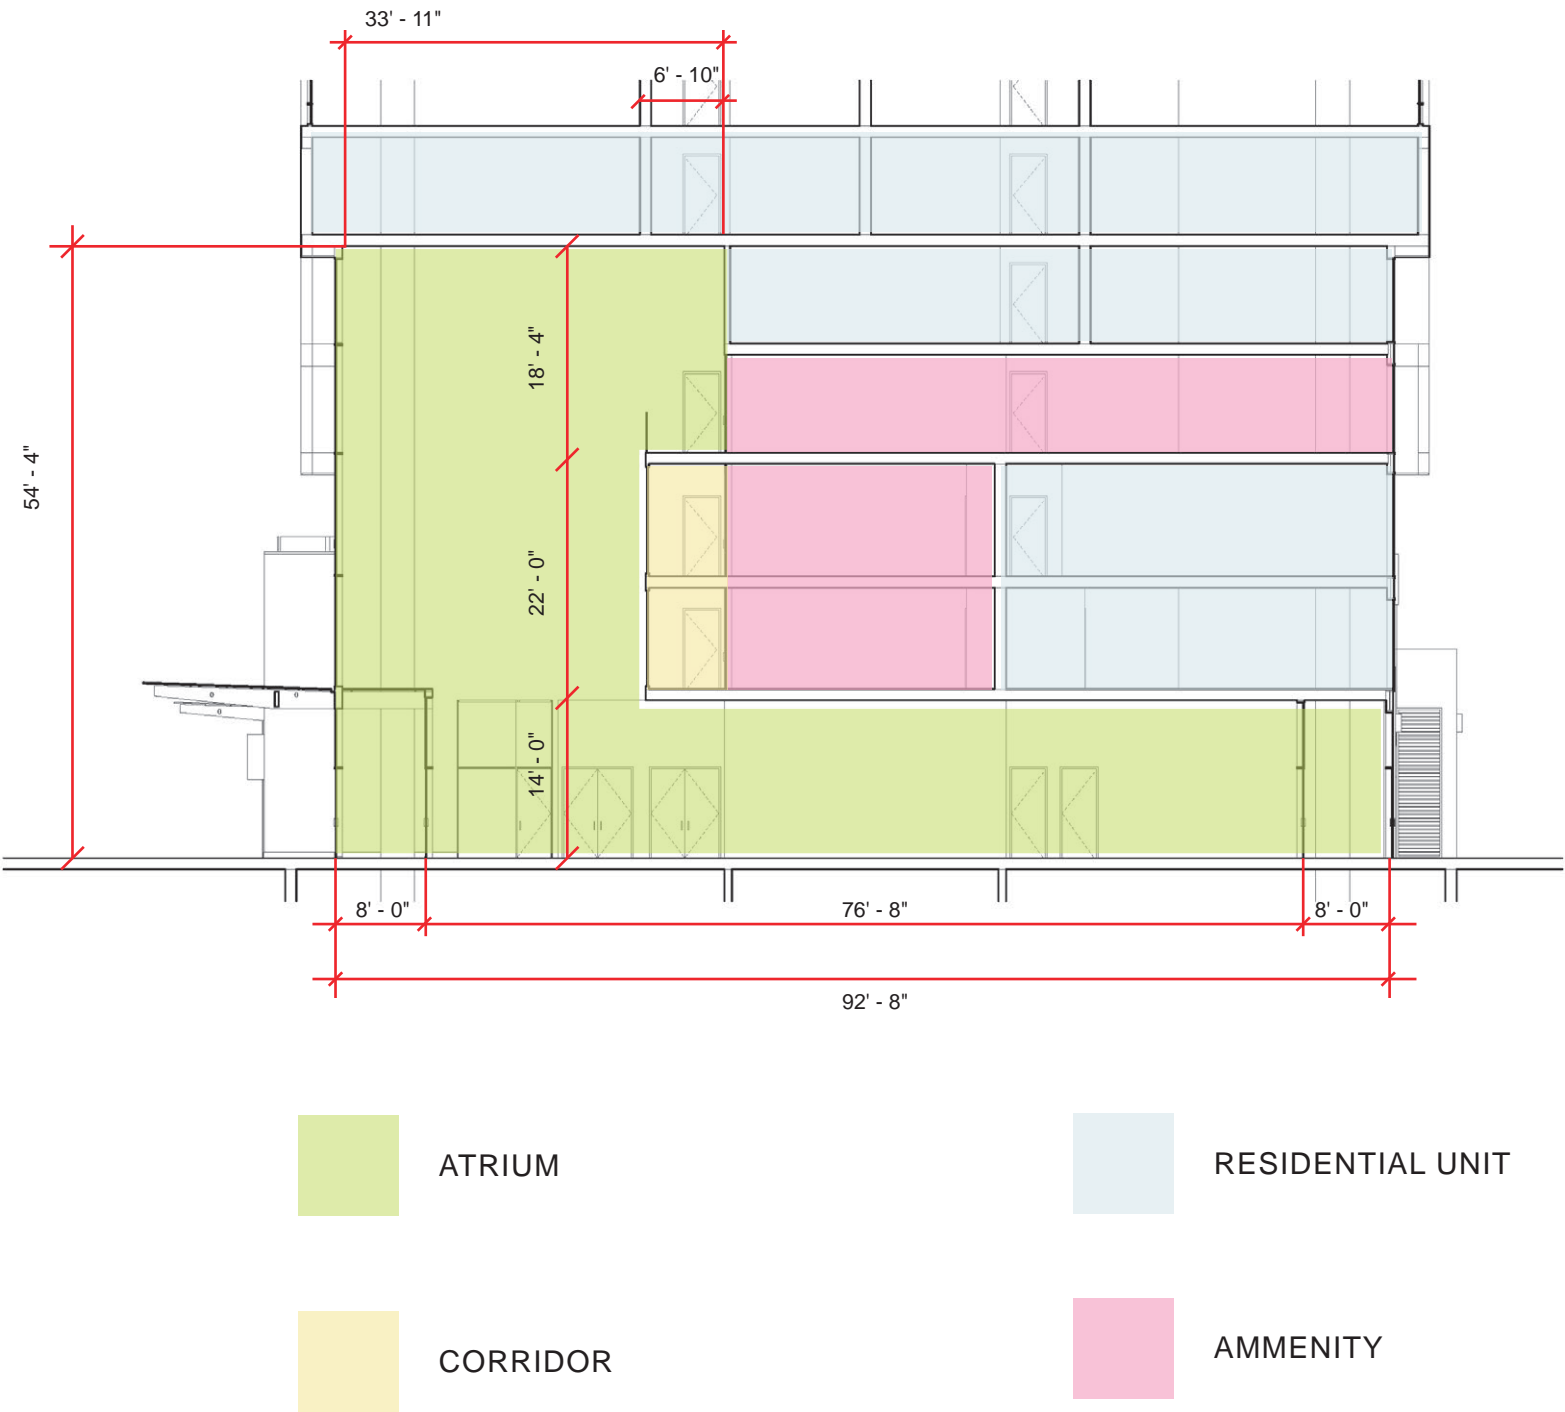 33' - 11"
6' - 10"
18' - 4"
54' - 4"
22' - 0"
14' - 0"
8' - 0"
76' - 8"
8' - 0"
92' - 8"
ATRIUM
RESIDENTIAL UNIT
CORRIDOR
AMMENITY